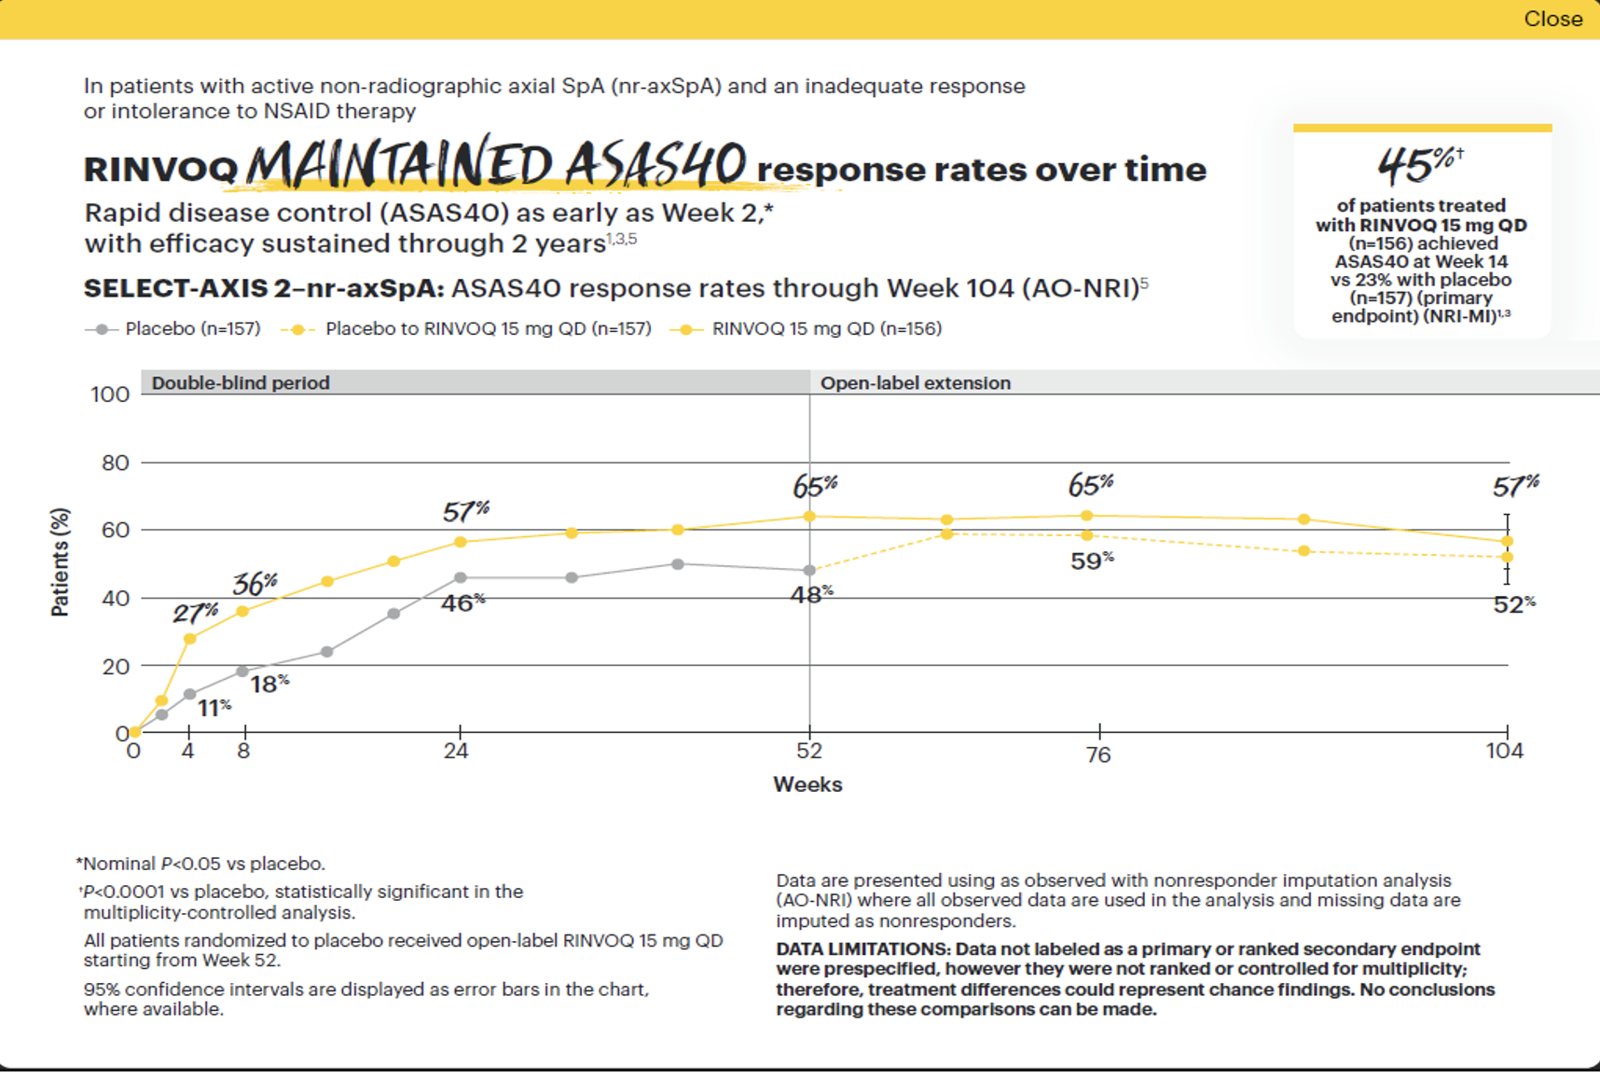 Close
In patients with active non-radiographic axial SpA (nr-axSpA) and an inadequate response
or intolerance to NSAID therapy
RINVOQ MAINTAINED ASAS40 response rates over time
Rapid disease control (ASAS40) as early as Week 2,*
with efficacy sustained through 2 years1,3,5
SELECT-AXIS 2–nr-axSpA: ASAS40 response rates through Week 104 (AO-NRI)5
Placebo (n=157) Placebo to RINVOQ 15 mg QD (n=157) RINVOQ 15 mg QD (n=156)
45%†
of patients treated
with RINVOQ 15 mg QD
(n=156) achieved
ASAS40 at Week 14
vs 23% with placebo
(n=157) (primary
endpoint) (NRI-MI)1,3
Double-blind period Open-label extension
100
80
60
40
20
0
Patients (%)
27% 36% 57% 65% 65% 57%
11% 18% 46% 48% 59% 52%
0 4 8 24 52 76 104
Weeks
*Nominal P<0.05 vs placebo.
†P<0.0001 vs placebo, statistically significant in the
multiplicity-controlled analysis.
All patients randomized to placebo received open-label RINVOQ 15 mg QD
starting from Week 52.
95% confidence intervals are displayed as error bars in the chart,
where available.
Data are presented using as observed with nonresponder imputation analysis
(AO-NRI) where all observed data are used in the analysis and missing data are
imputed as nonresponders.
DATA LIMITATIONS: Data not labeled as a primary or ranked secondary endpoint
were prespecified, however they were not ranked or controlled for multiplicity;
therefore, treatment differences could represent chance findings. No conclusions
regarding these comparisons can be made.